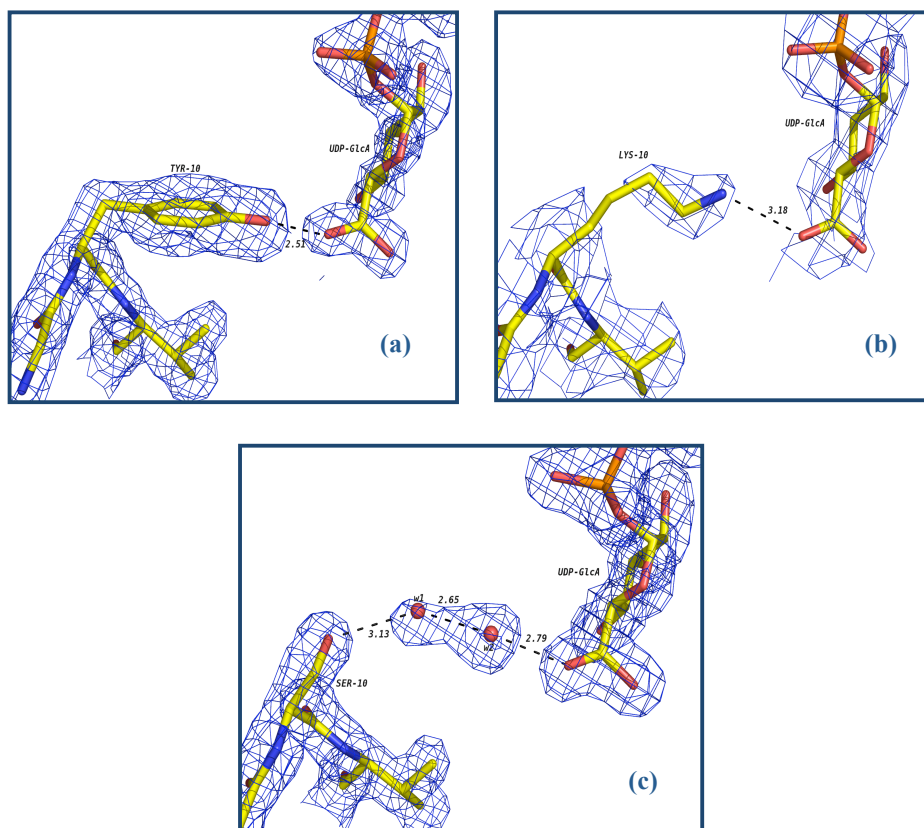 TYR-10
UDP-GlcA
2.51
(a)
LYS-10
UDP-GlcA
3.18
(b)
w1
2.65
3.13
w2
2.79
UDP-GlcA
SER-10
(c)